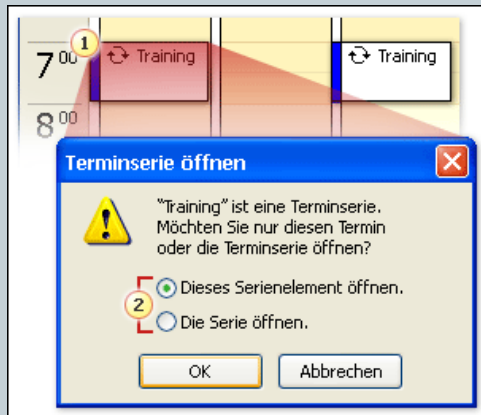 7 00
1
Training
Training
8 00
Terminserie öffnen
"Training" ist eine Terminserie.
Möchten Sie nur diesen Termin
oder die Terminserie öffnen?
2
Dieses Serienelement öffnen.
Die Serie öffnen.
OK
Abbrechen